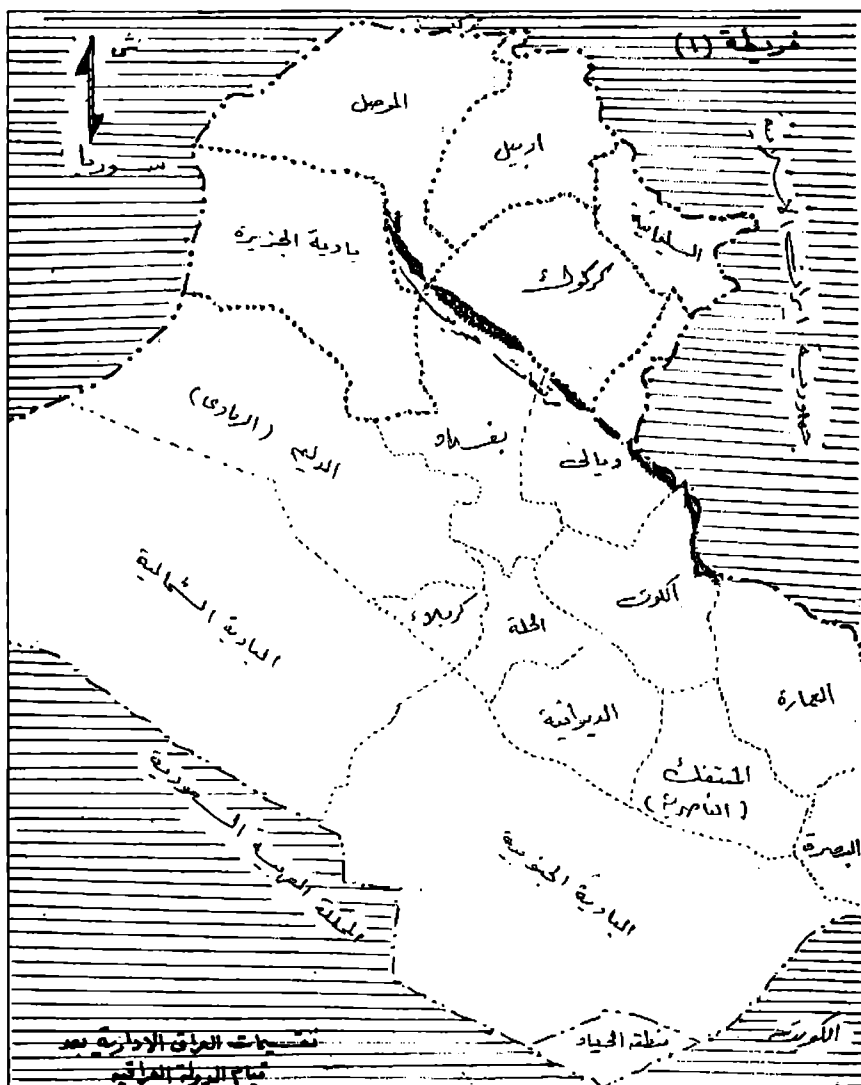 خريطة (١)
تركيا
ش
سوريا
الموصل
اربيل
السليمانية
بادية الجزيرة
كركوك
الدليم (الرمادي)
بغداد
ديالى
البادية الشمالية
كربلاء
الحلة
الكوت
الديوانية
العمارة
المنتفك
(الناصرية)
البصرة
البادية الجنوبية
المملكة العربية السعودية
منطقة الحياد
الكويت
تقسيمات العراق الادارية بعد
قيام الدولة العراقية